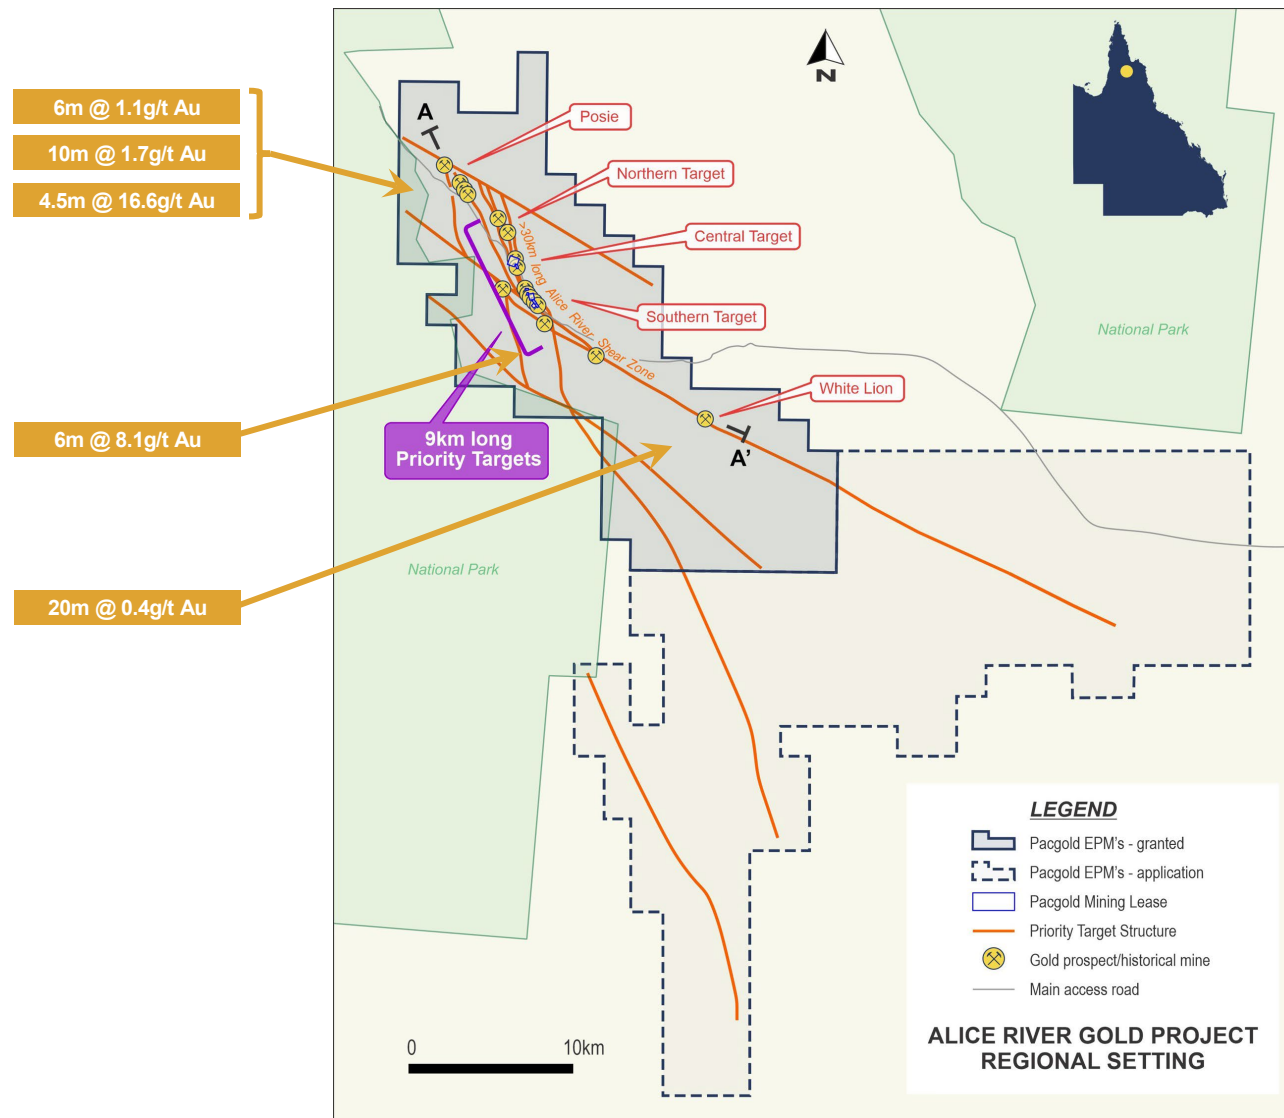 6m @ 1.1g/t Au
10m @ 1.7g/t Au
4.5m @ 16.6g/t Au
6m @ 8.1g/t Au
20m @ 0.4g/t Au
N
A
Posie
Northern Target
Central Target
Southern Target
White Lion
>30km long Alice River Shear Zone
A’
9km long
Priority Targets
National Park
National Park
LEGEND
Pacgold EPM's - granted
Pacgold EPM's - application
Pacgold Mining Lease
Priority Target Structure
Gold prospect/historical mine
Main access road
ALICE RIVER GOLD PROJECT
REGIONAL SETTING
0 10km